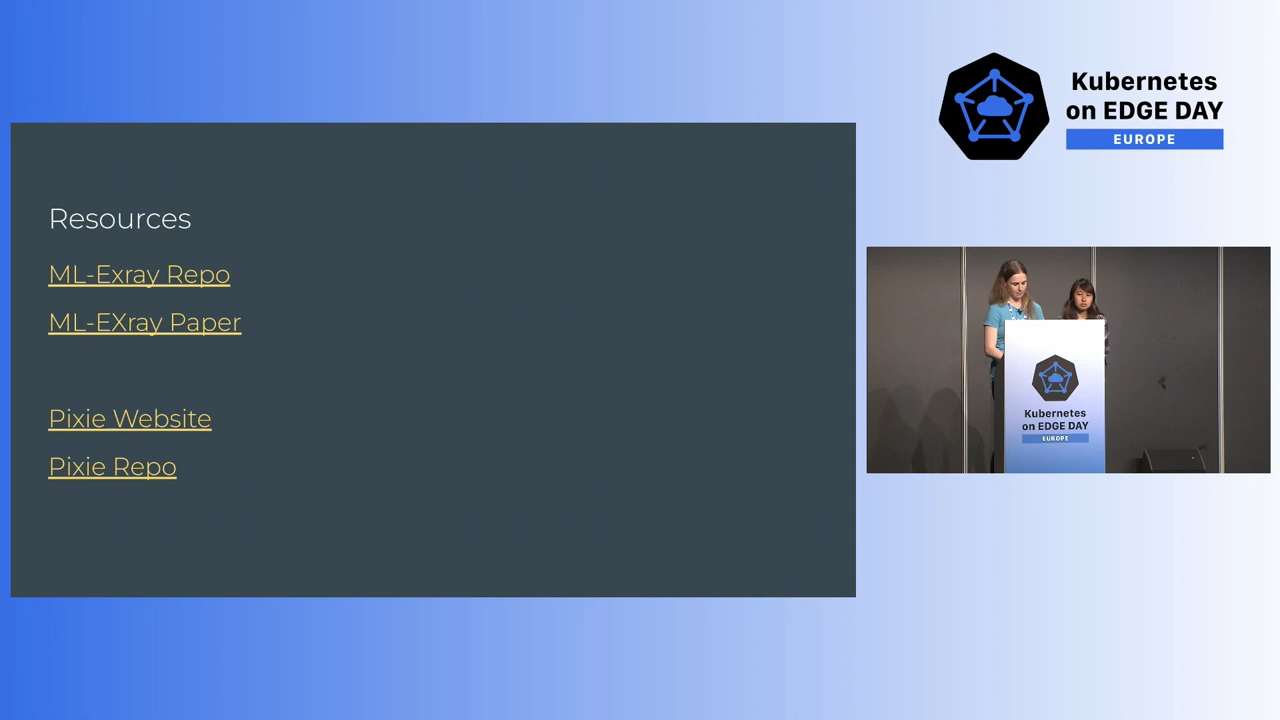 Resources
ML-Exray Repo
ML-EXray Paper
Pixie Website
Pixie Repo
Kubernetes
on EDGE DAY
EUROPE
Kubernetes
on EDGE DAY
EUROPE